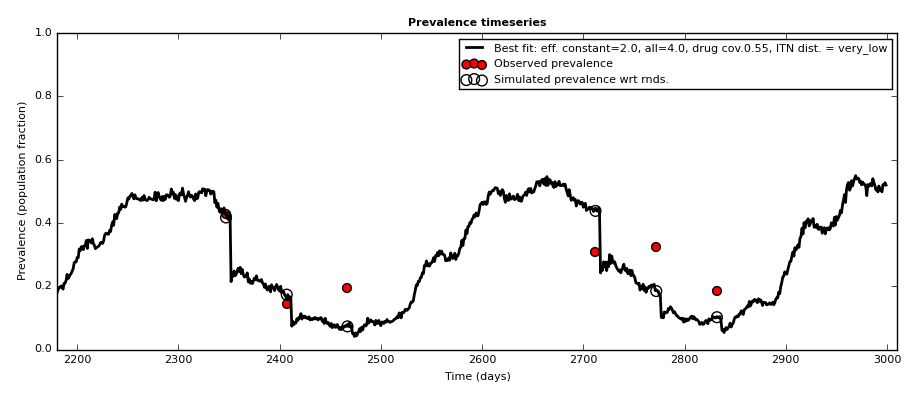 Prevalence timeseries
Best fit: eff. constant=2.0, all=4.0, drug cov.0.55, ITN dist. = very_low
Observed prevalence
Simulated prevalence wrt rnds.
Prevalence (population fraction)
1.0
0.8
0.6
0.4
0.2
0.0
2200 2300 2400 2500 2600 2700 2800 2900 3000
Time (days)